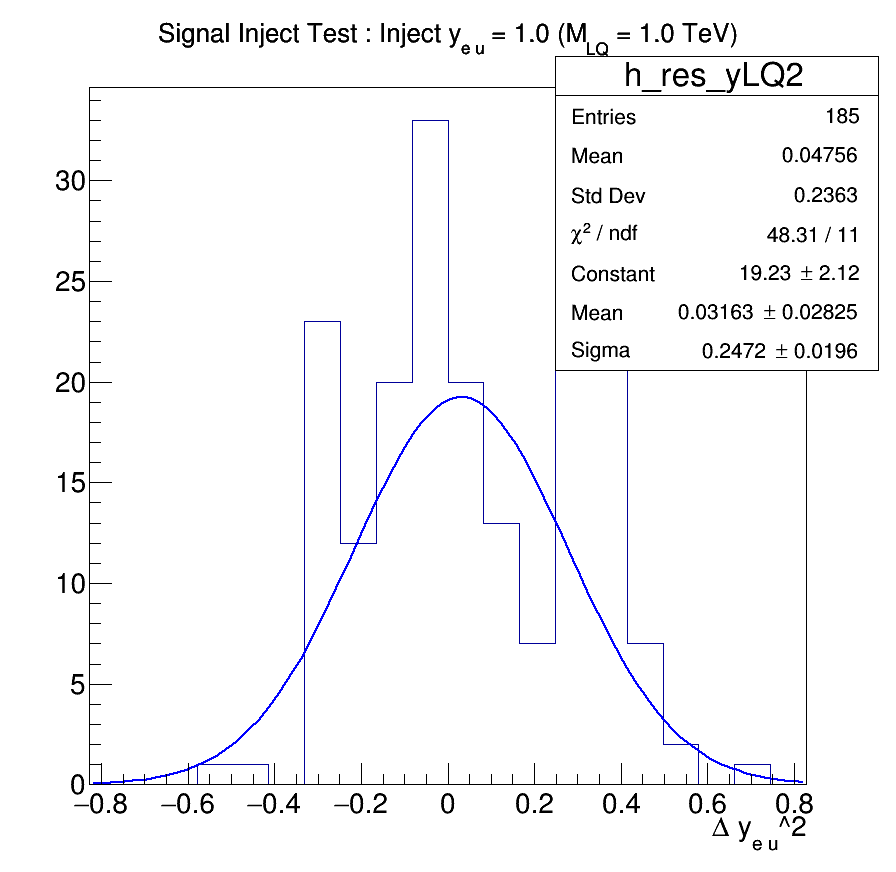 Signal Inject Test : Inject y_{e u} = 1.0 (M_{LQ} = 1.0 TeV)
h_res_yLQ2
Entries 185
Mean 0.04756
Std Dev 0.2363
χ² / ndf 48.31 / 11
Constant 19.23 ± 2.12
Mean 0.03163 ± 0.02825
Sigma 0.2472 ± 0.0196
30
25
20
15
10
5
0
−0.8 −0.6 −0.4 −0.2 0 0.2 0.4 0.6 0.8
Δ y_{e u}^2